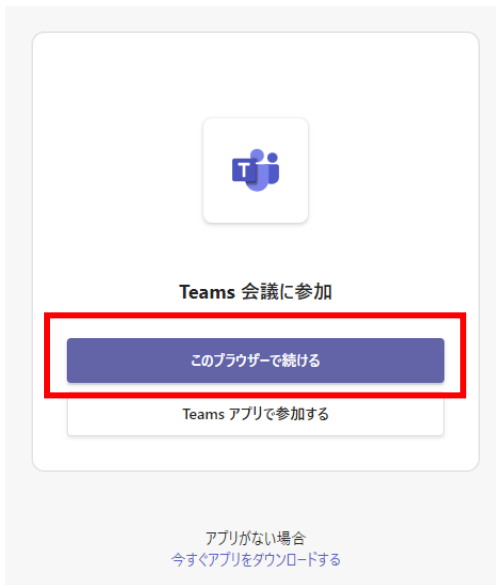 T
Teams 会議に参加
このブラウザーで続ける
Teams アプリで参加する
アプリがない場合
今すぐアプリをダウンロードする